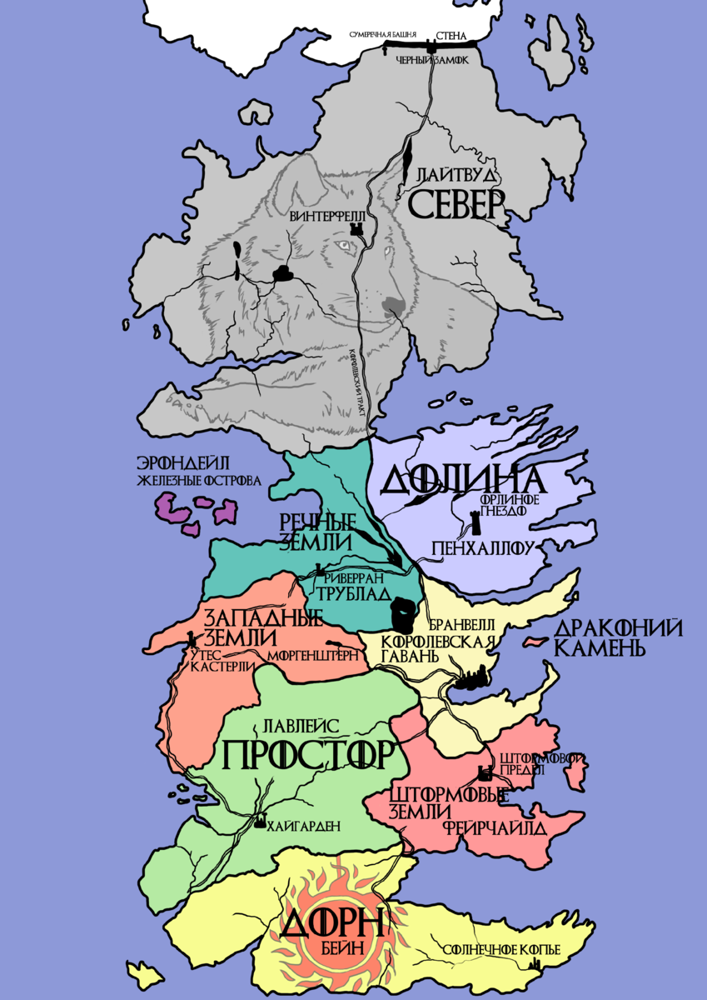 СУМЕРЕЧНАЯ БАШНЯ
СТЕНА
ЧЕРНЫЙ ЗАМОК
ЛАЙТВУД
СЕВЕР
ВИНТЕРФЕЛЛ
КОРОЛЕВСКИЙ ТРАКТ
ЭРОНДЕЙЛ
ЖЕЛЕЗНЫЕ ОСТРОВА
ДОЛИНА
ОРЛИНОЕ
ГНЕЗДО
ПЕНХАЛЛОУ
РЕЧНЫЕ
ЗЕМЛИ
РИВЕРРАН
ТРУБЛАД
ЗАПАДНЫЕ
ЗЕМЛИ
УТЕС
КАСТЕРЛИ
МОРГЕНШТЕРН
БРАНВЕЛЛ
КОРОЛЕВСКАЯ
ГАВАНЬ
ДРАКОНИЙ
КАМЕНЬ
ЛАВЛЕЙС
ПРОСТОР
ХАЙГАРДЕН
ШТОРМОВОЙ
ПРЕДЕЛ
ШТОРМОВЫЕ
ЗЕМЛИ
ФЕЙРЧАЙЛД
ДОРН
БЕЙН
СОЛНЕЧНОЕ КОПЬЕ